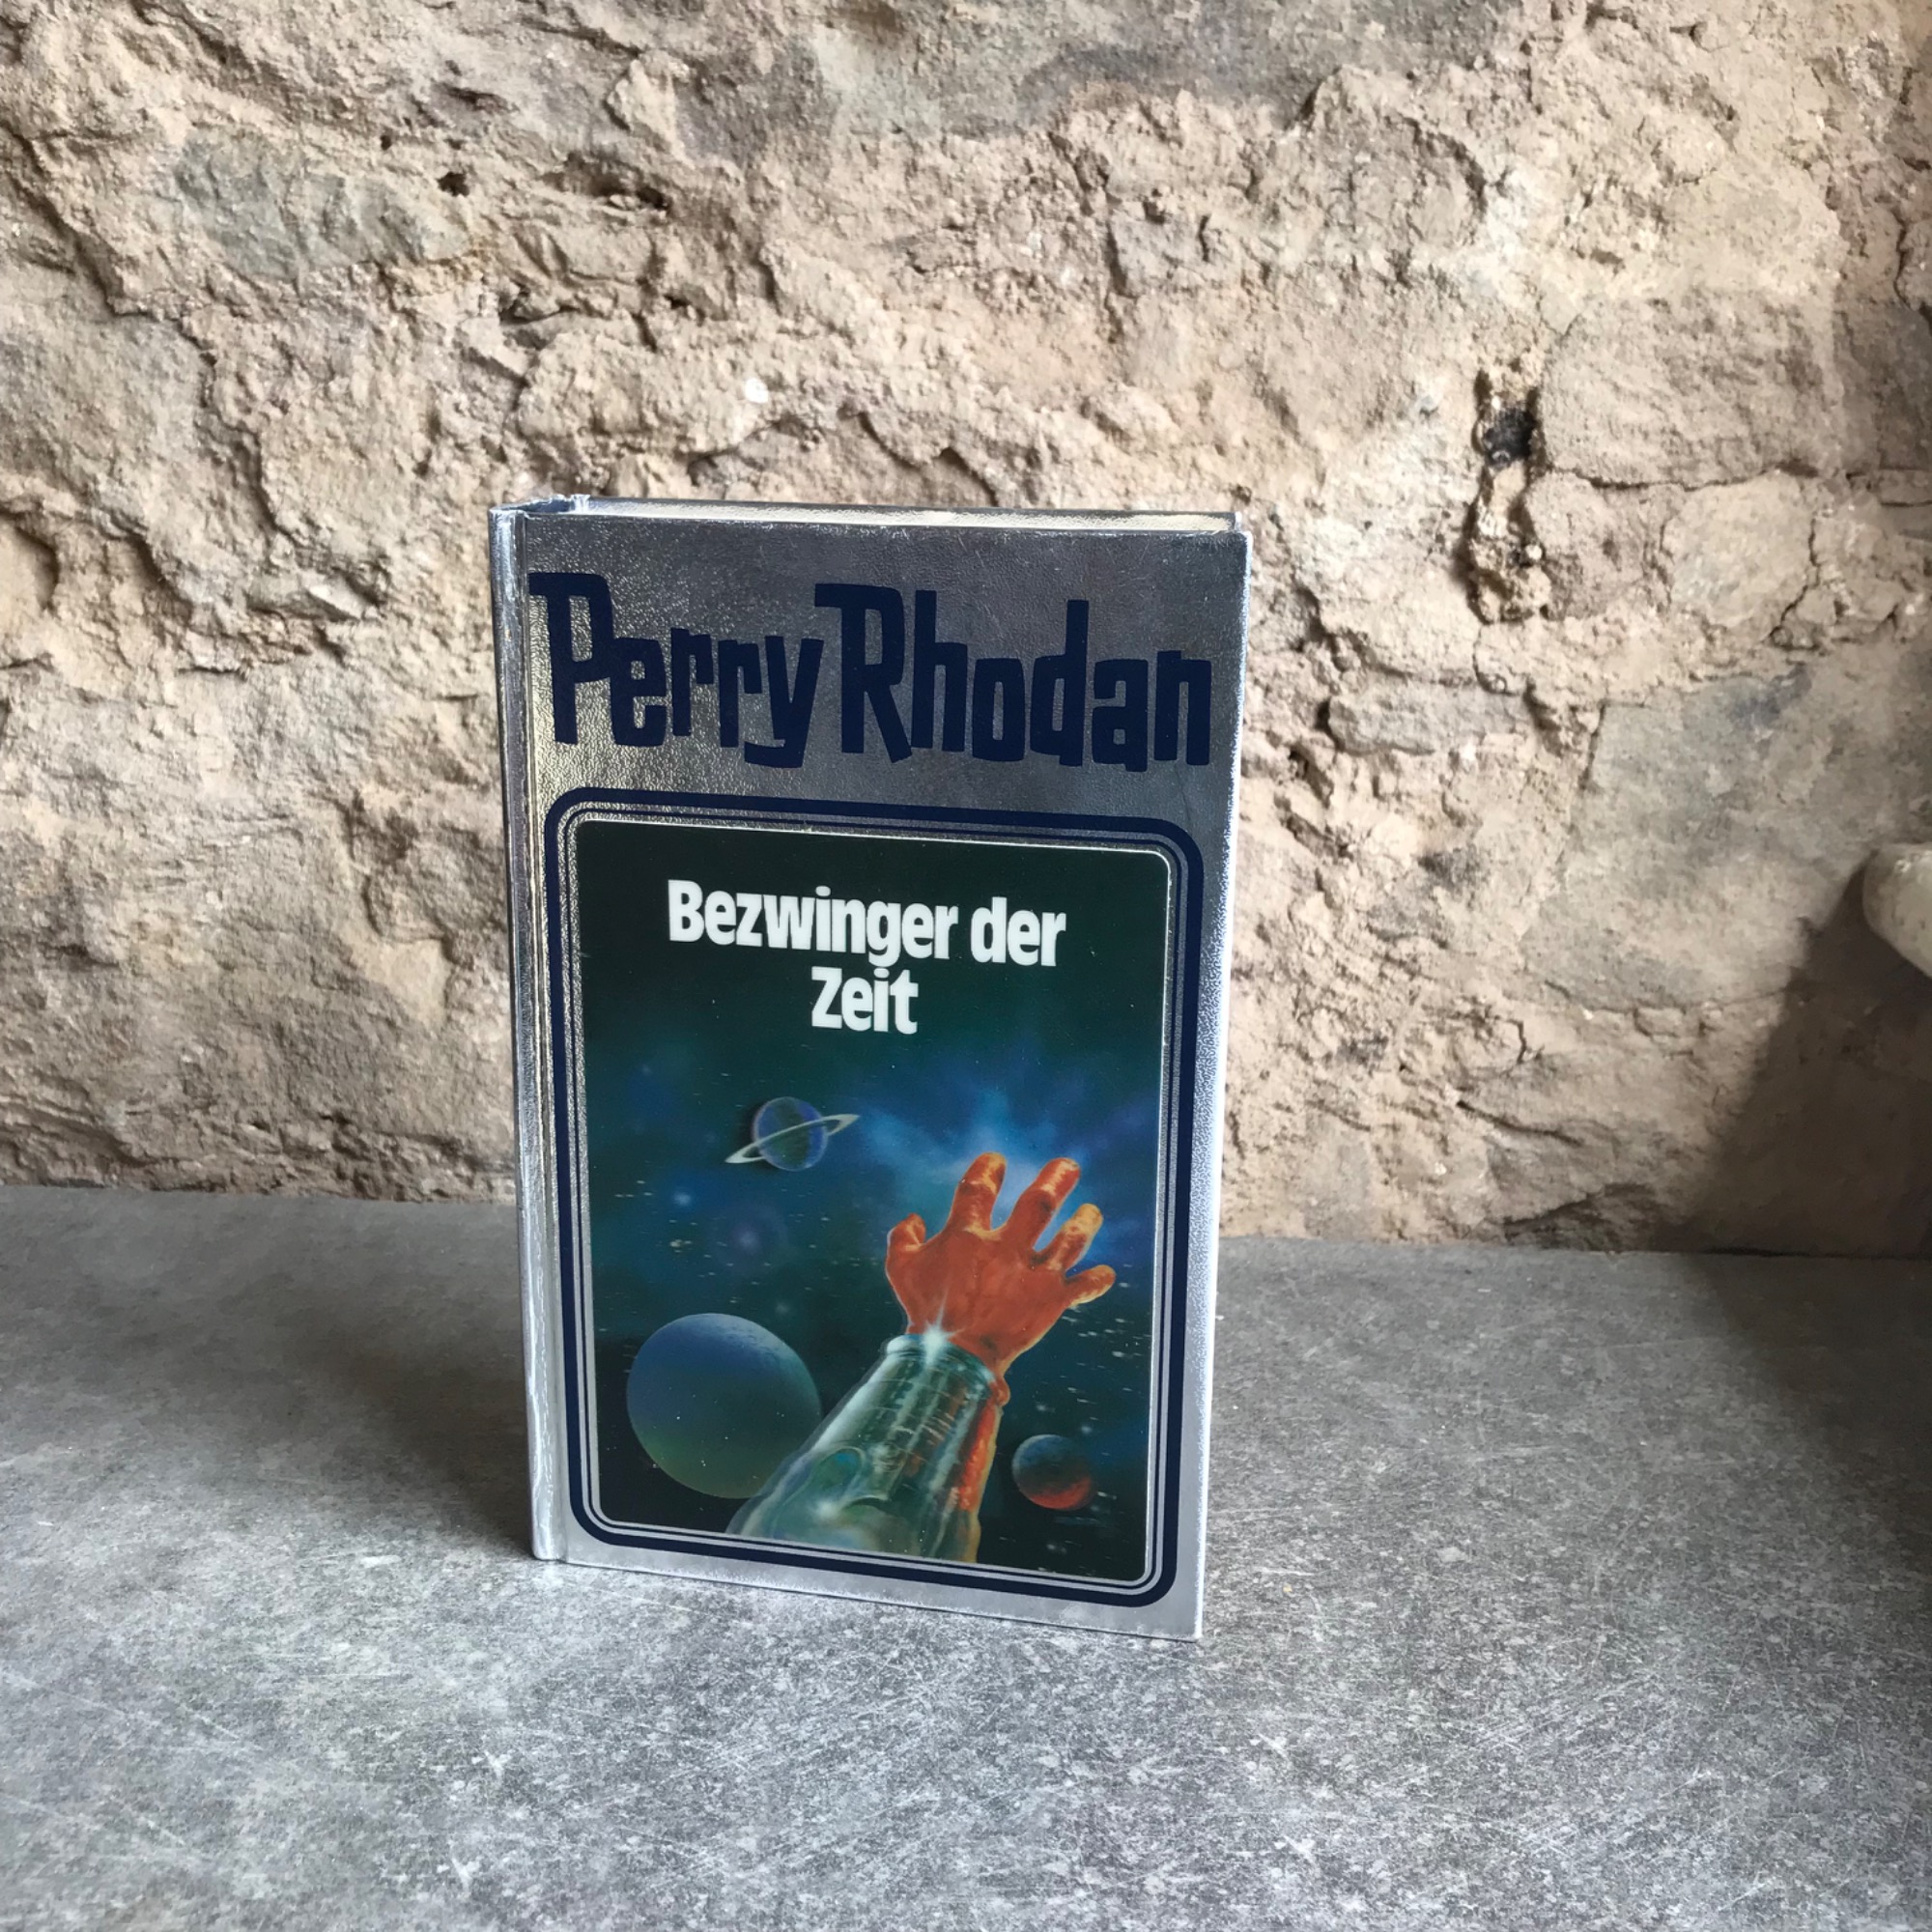 Perry Rhodan
Bezwinger der
Zeit